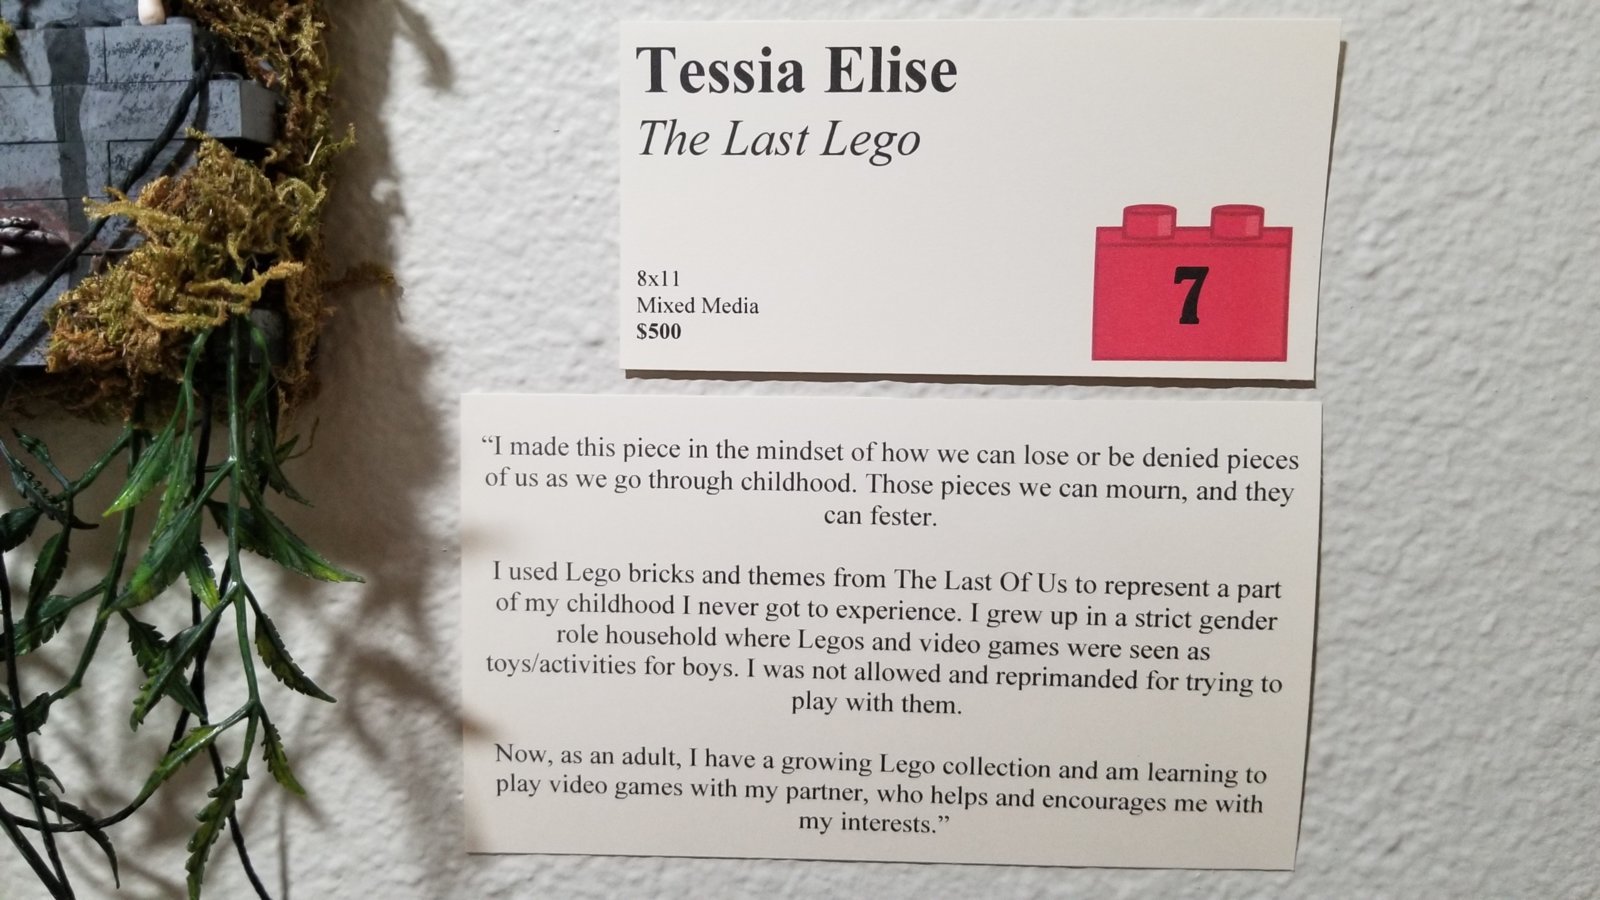 Tessia Elise
The Last Lego
8x11
Mixed Media
$500
7
“I made this piece in the mindset of how we can lose or be denied pieces
of us as we go through childhood. Those pieces we can mourn, and they
can fester.
I used Lego bricks and themes from The Last Of Us to represent a part
of my childhood I never got to experience. I grew up in a strict gender
role household where Legos and video games were seen as
toys/activities for boys. I was not allowed and reprimanded for trying to
play with them.
Now, as an adult, I have a growing Lego collection and am learning to
play video games with my partner, who helps and encourages me with
my interests.”